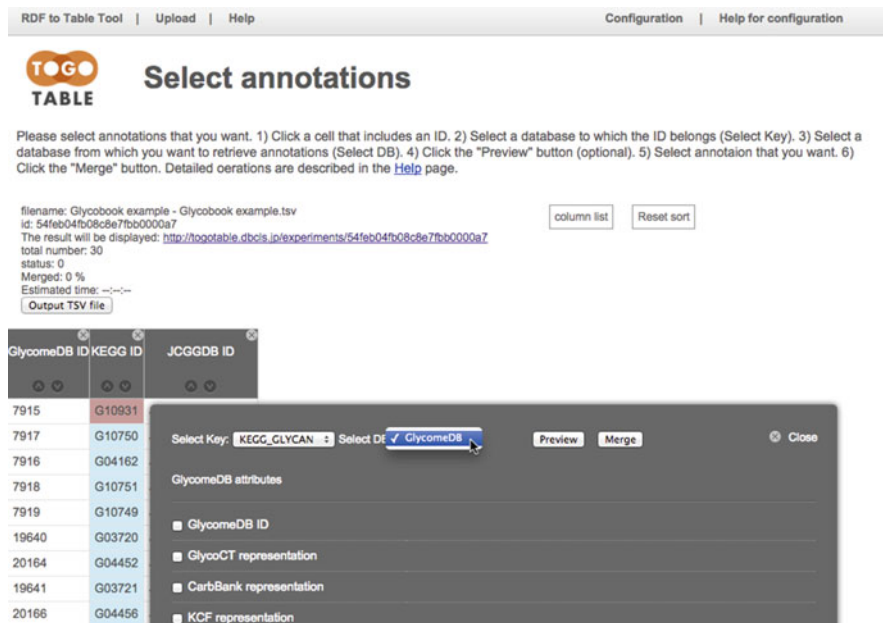 RDF to Table Tool | Upload | Help Configuration | Help for configuration
TOGO
TABLE
Select annotations
Please select annotations that you want. 1) Click a cell that includes an ID. 2) Select a database to which the ID belongs (Select Key). 3) Select a
database from which you want to retrieve annotations (Select DB). 4) Click the "Preview" button (optional). 5) Select annotaion that you want. 6)
Click the "Merge" button. Detailed oerations are described in the Help page.
filename: Glycobook example - Glycobook example.tsv
id: 54feb04fb08c8e7fbb0000a7
The result will be displayed: http://togotable.dbcls.jp/experiments/54feb04fb08c8e7fbb0000a7
total number: 30
status: 0
Merged: 0 %
Estimated time: --:--:--
Output TSV file
column list Reset sort
GlycomeDB ID KEGG ID JCGGDB ID
7915 G10931
7917 G10750
7916 G04162
7918 G10751
7919 G10749
19640 G03720
20164 G04452
19641 G03721
20166 G04456
Select Key: KEGG_GLYCAN Select DB ✓ GlycomeDB Preview Merge Close
GlycomeDB attributes
GlycomeDB ID
GlycoCT representation
CarbBank representation
KCF representation